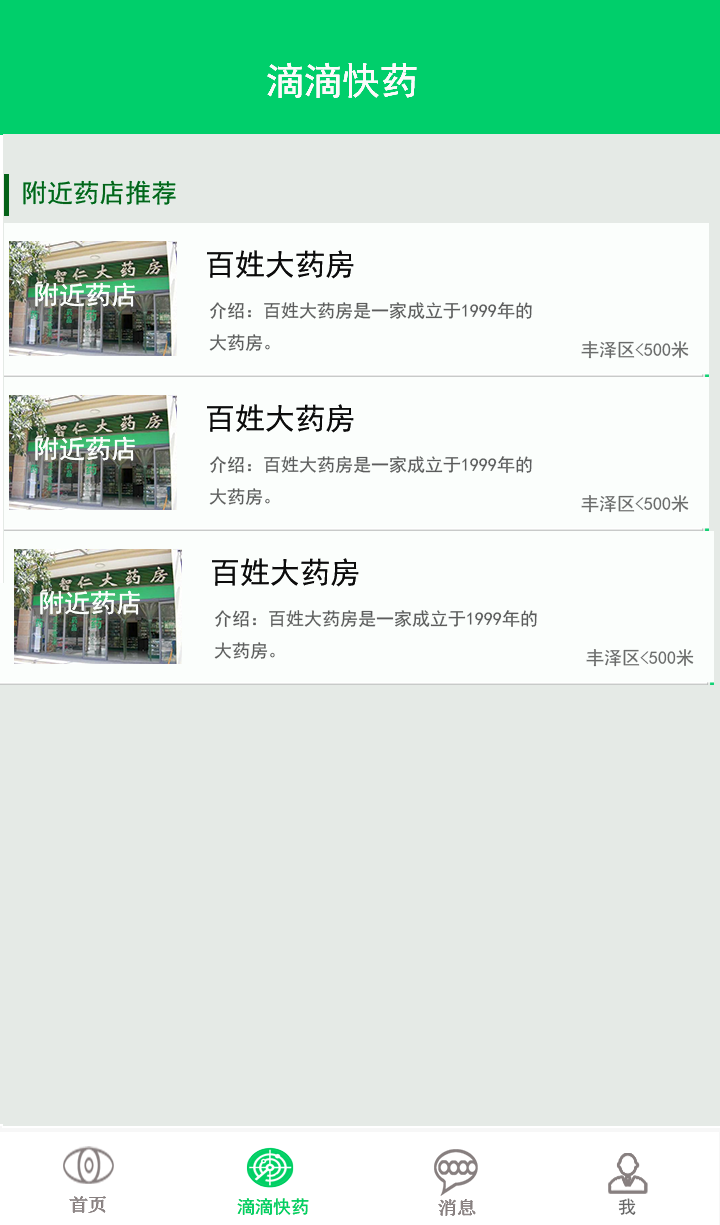 滴滴快药
附近药店推荐
智仁大药房
附近药店
百姓大药房
介绍：百姓大药房是一家成立于1999年的
大药房。
丰泽区<500米
智仁大药房
附近药店
百姓大药房
介绍：百姓大药房是一家成立于1999年的
大药房。
丰泽区<500米
智仁大药房
附近药店
百姓大药房
介绍：百姓大药房是一家成立于1999年的
大药房。
丰泽区<500米
首页
滴滴快药
消息
我